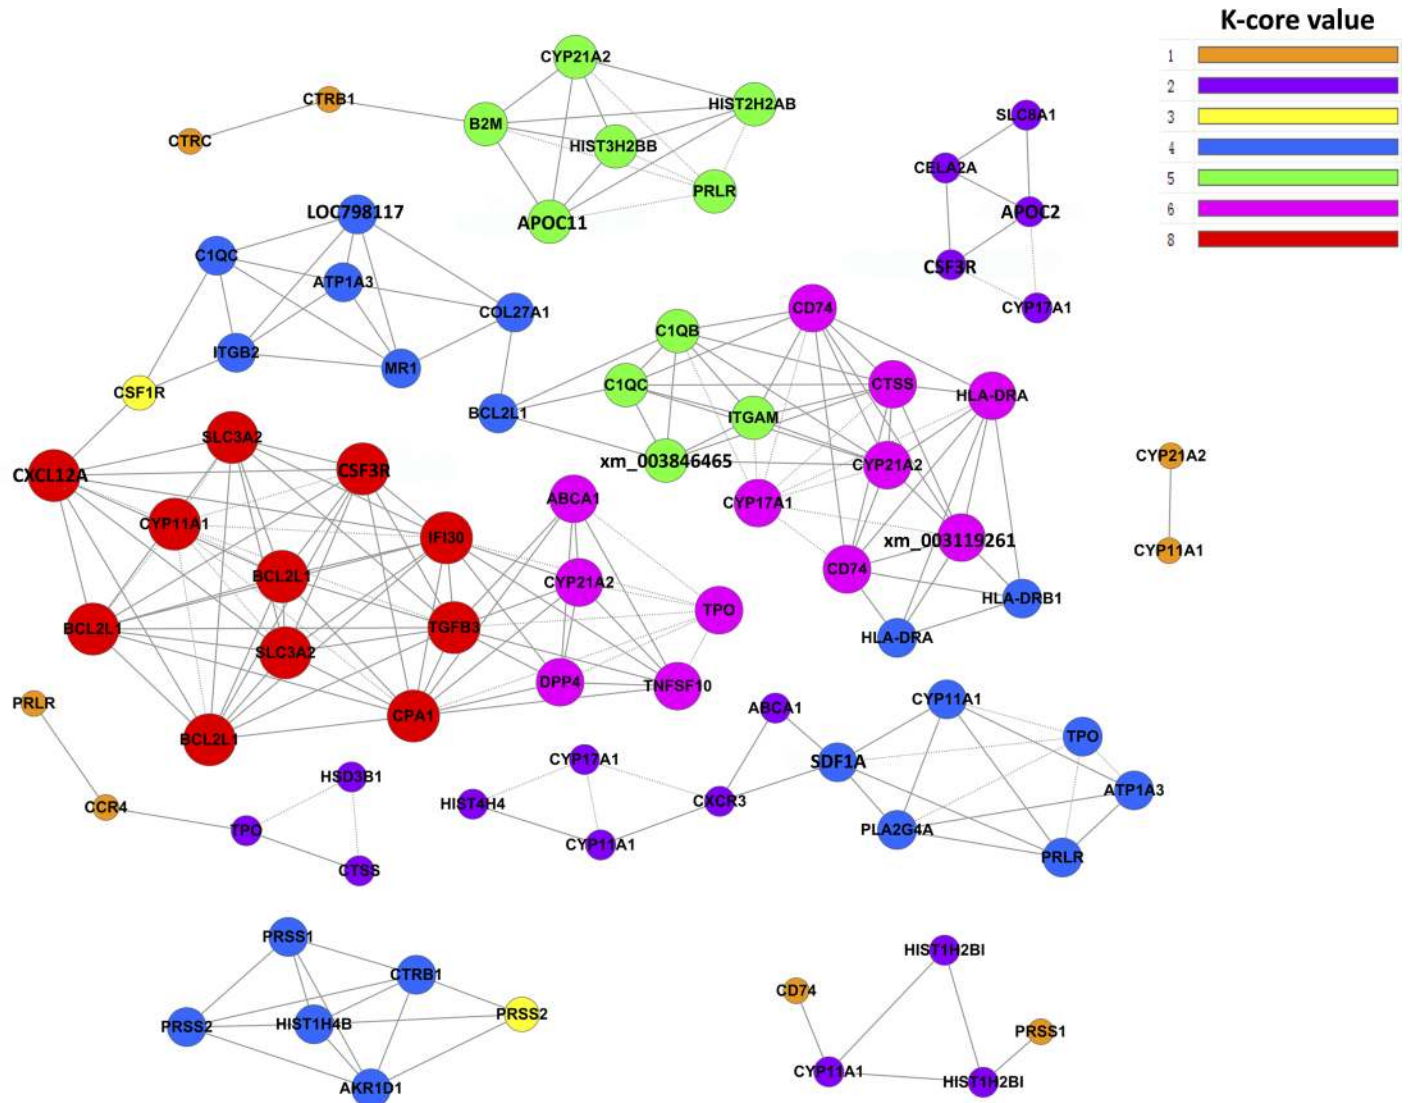 K-core value
1
2
3
4
5
6
8
CYP21A2
CTRB1
HIST2H2AB
B2M
CTRC
HIST3H2BB
PRLR
APOC11
SLC8A1
CELA2A
APOC2
CSF3R
CYP17A1
LOC798117
C1QC
ATP1A3
COL27A1
ITGB2
MR1
CSF1R
BCL2L1
CD74
C1QB
C1QC
CTSS
HLA-DRA
ITGAM
xm_003846465
CYP21A2
CYP17A1
xm_003119261
CD74
HLA-DRB1
HLA-DRA
CYP21A2
CYP11A1
SLC3A2
CXCL12A
CSF3R
CYP11A1
IFI30
BCL2L1
BCL2L1
TGFB3
SLC3A2
CPA1
BCL2L1
ABCA1
CYP21A2
TPO
DPP4
TNFSF10
PRLR
CCR4
HSD3B1
TPO
CTSS
CYP17A1
HIST4H4
CXCR3
CYP11A1
ABCA1
CYP11A1
TPO
SDF1A
ATP1A3
PLA2G4A
PRLR
PRSS1
CTRB1
PRSS2
HIST1H4B
PRSS2
AKR1D1
HIST1H2BI
CD74
PRSS1
CYP11A1
HIST1H2BI